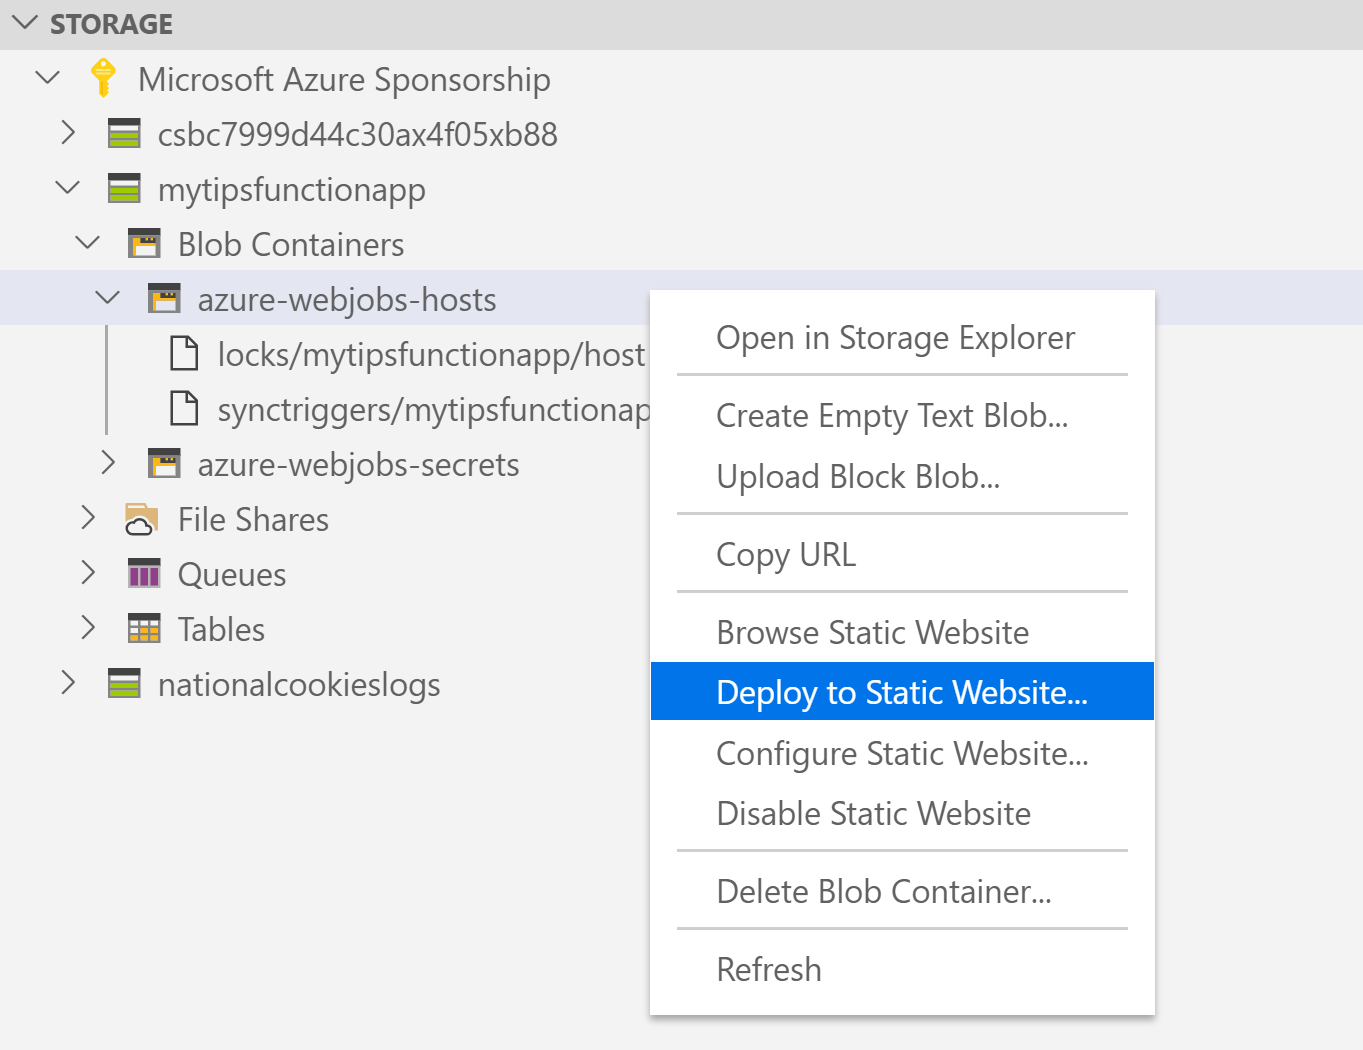 STORAGE
Microsoft Azure Sponsorship
csbc7999d44c30ax4f05xb88
mytipsfunctionapp
Blob Containers
azure-webjobs-hosts
locks/mytipsfunctionapp/host
synctriggers/mytipsfunctionap
azure-webjobs-secrets
File Shares
Queues
Tables
nationalcookieslogs
Open in Storage Explorer
Create Empty Text Blob...
Upload Block Blob...
Copy URL
Browse Static Website
Deploy to Static Website...
Configure Static Website...
Disable Static Website
Delete Blob Container...
Refresh